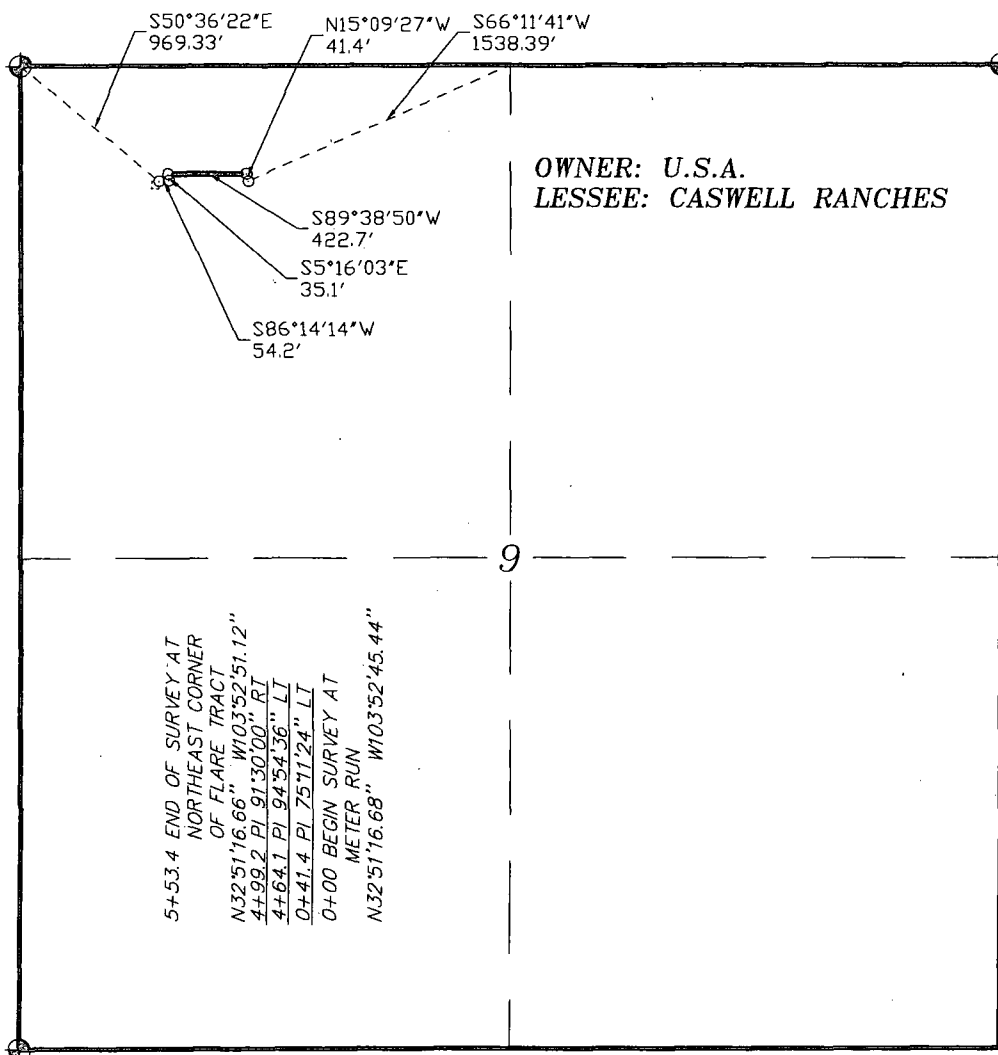 S50°36'22"E
969.33'
N15°09'27"W
41.4'
S66°11'41"W
1538.39'
OWNER: U.S.A.
LESSEE: CASWELL RANCHES
S89°38'50"W
422.7'
S5°16'03"E
35.1'
S86°14'14"W
54.2'
9
5+53.4 END OF SURVEY AT
NORTHEAST CORNER
OF FLARE TRACT
N32°51'16.66" W103°52'51.12"
4+99.2 PI 91°30'00" RT
4+64.1 PI 94°54'36" LT
0+41.4 PI 75°11'24" LT
0+00 BEGIN SURVEY AT
METER RUN
N32°51'16.68" W103°52'45.44"